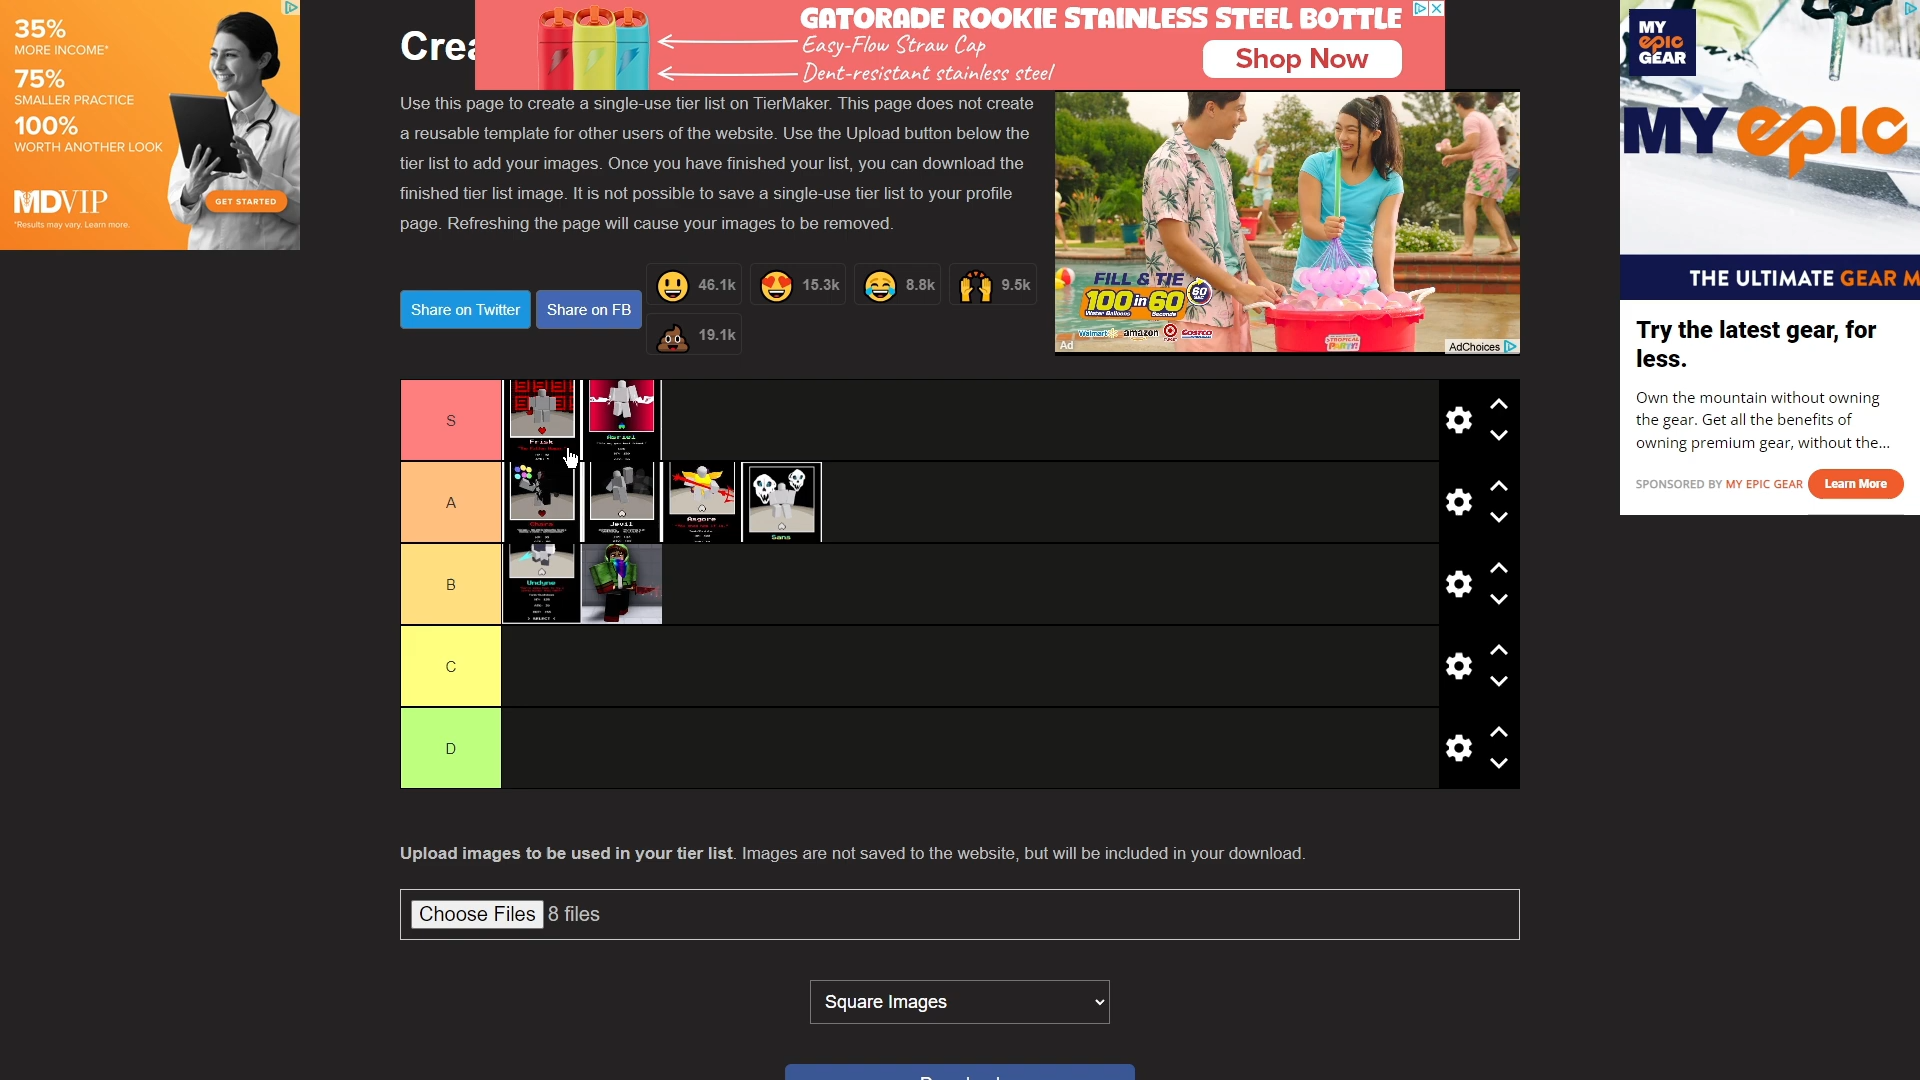 35%
MORE INCOME*
75%
SMALLER PRACTICE
100%
WORTH ANOTHER LOOK
MDVIP
GET STARTED
*Results may vary. Learn more.
Crea
GATORADE ROOKIE STAINLESS STEEL BOTTLE
Easy-Flow Straw Cap
Dent-resistant stainless steel
Shop Now
Use this page to create a single-use tier list on TierMaker. This page does not create
a reusable template for other users of the website. Use the Upload button below the
tier list to add your images. Once you have finished your list, you can download the
finished tier list image. It is not possible to save a single-use tier list to your profile
page. Refreshing the page will cause your images to be removed.
Share on Twitter
Share on FB
46.1k
15.3k
8.8k
9.5k
19.1k
FILL & TIE
100 in 60
Water Balloons
Seconds
60
Walmart
amazon
Costco
TROPICAL
PARTY!
Ad
AdChoices
MY
epic
GEAR
MY epic
THE ULTIMATE GEAR M
Try the latest gear, for
less.
Own the mountain without owning
the gear. Get all the benefits of
owning premium gear, without the...
SPONSORED BY MY EPIC GEAR
Learn More
S
Frisk
Asriel
A
Chara
Jevil
Asgore
Sans
B
Undyne
SELECT
C
D
Upload images to be used in your tier list. Images are not saved to the website, but will be included in your download.
Choose Files 8 files
Square Images